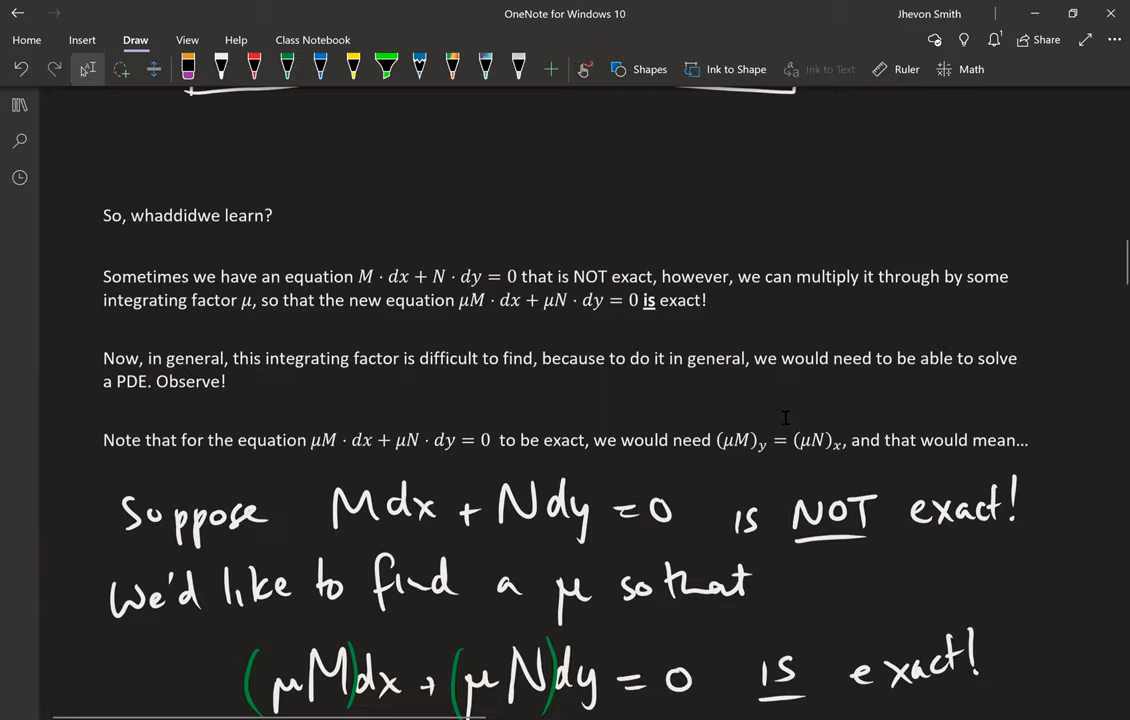 OneNote for Windows 10
Jhevon Smith
Home Insert Draw View Help Class Notebook
Share
Shapes Ink to Shape Ink to Text Ruler Math
So, whaddidwe learn?
Sometimes we have an equation M · dx + N · dy = 0 that is NOT exact, however, we can multiply it through by some
integrating factor μ, so that the new equation μM · dx + μN · dy = 0 is exact!
Now, in general, this integrating factor is difficult to find, because to do it in general, we would need to be able to solve
a PDE. Observe!
Note that for the equation μM · dx + μN · dy = 0 to be exact, we would need (μM)y = (μN)x, and that would mean…
Suppose Mdx + Ndy = 0 is NOT exact!
We'd like to find a μ so that
(μM)dx + (μN)dy = 0 is exact!